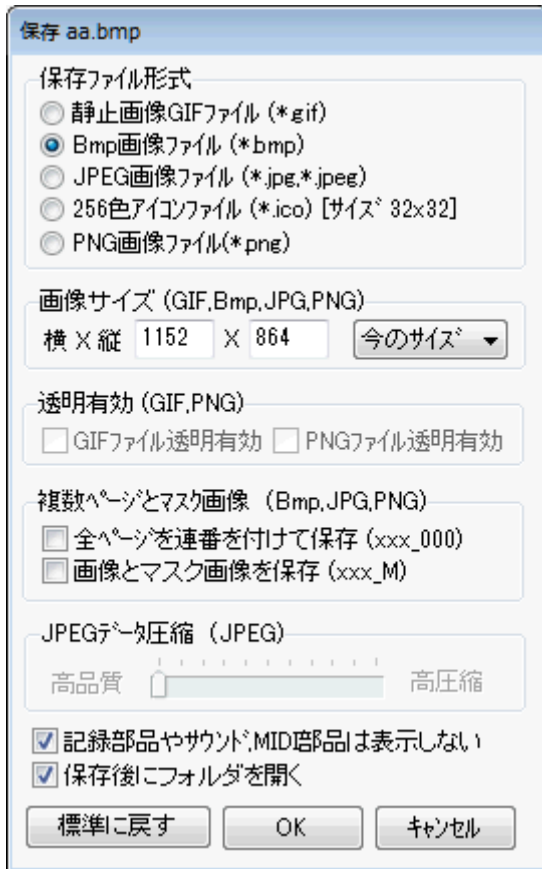 保存 aa.bmp
保存ﾌｧｲﾙ形式
静止画像GIFﾌｧｲﾙ (*.gif)
Bmp画像ﾌｧｲﾙ (*.bmp)
JPEG画像ﾌｧｲﾙ (*.jpg,*.jpeg)
256色ｱｲｺﾝﾌｧｲﾙ (*.ico) [ｻｲｽﾞ 32x32]
PNG画像ﾌｧｲﾙ(*.png)
画像サイズ (GIF,Bmp,JPG,PNG)
横 X 縦 1152 X 864 今のｻｲｽﾞ
透明有効 (GIF,PNG)
GIFﾌｧｲﾙ透明有効 PNGﾌｧｲﾙ透明有効
複数ﾍﾟｰｼﾞとﾏｽｸ画像 (Bmp,JPG,PNG)
全ﾍﾟｰｼﾞを連番を付けて保存 (xxx_000)
画像とマスク画像を保存 (xxx_M)
JPEGﾃﾞｰﾀ圧縮 (JPEG)
高品質 高圧縮
記録部品やｻｳﾝﾄﾞ,MIDI部品は表示しない
保存後にフォルダを開く
標準に戻す OK ｷｬﾝｾﾙ